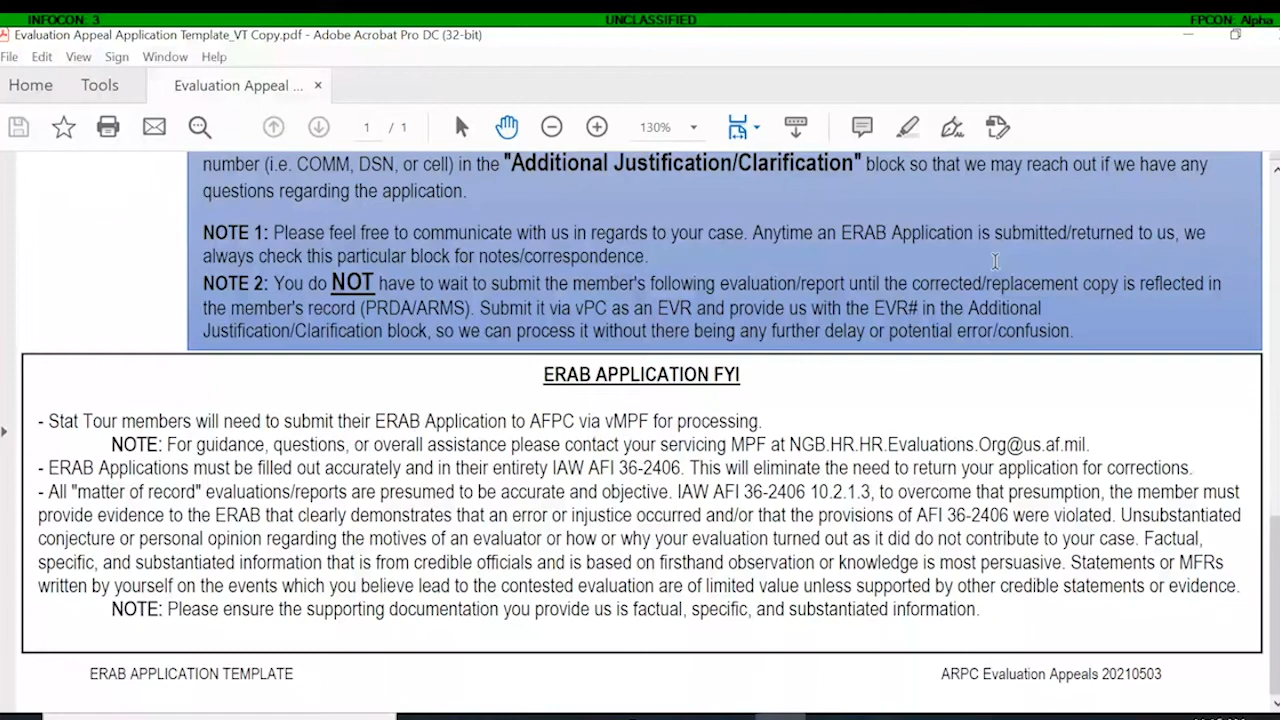 INFOCON: 3 UNCLASSIFIED FPCON: Alpha
Evaluation Appeal Application Template_VT Copy.pdf - Adobe Acrobat Pro DC (32-bit)
File Edit View Sign Window Help
Home Tools Evaluation Appeal ... ×
1 / 1 130%
number (i.e. COMM, DSN, or cell) in the "Additional Justification/Clarification" block so that we may reach out if we have any
questions regarding the application.
NOTE 1: Please feel free to communicate with us in regards to your case. Anytime an ERAB Application is submitted/returned to us, we
always check this particular block for notes/correspondence.
NOTE 2: You do NOT have to wait to submit the member's following evaluation/report until the corrected/replacement copy is reflected in
the member's record (PRDA/ARMS). Submit it via vPC as an EVR and provide us with the EVR# in the Additional
Justification/Clarification block, so we can process it without there being any further delay or potential error/confusion.
ERAB APPLICATION FYI
- Stat Tour members will need to submit their ERAB Application to AFPC via vMPF for processing.
NOTE: For guidance, questions, or overall assistance please contact your servicing MPF at NGB.HR.HR.Evaluations.Org@us.af.mil.
- ERAB Applications must be filled out accurately and in their entirety IAW AFI 36-2406. This will eliminate the need to return your application for corrections.
- All "matter of record" evaluations/reports are presumed to be accurate and objective. IAW AFI 36-2406 10.2.1.3, to overcome that presumption, the member must
provide evidence to the ERAB that clearly demonstrates that an error or injustice occurred and/or that the provisions of AFI 36-2406 were violated. Unsubstantiated
conjecture or personal opinion regarding the motives of an evaluator or how or why your evaluation turned out as it did do not contribute to your case. Factual,
specific, and substantiated information that is from credible officials and is based on firsthand observation or knowledge is most persuasive. Statements or MFRs
written by yourself on the events which you believe lead to the contested evaluation are of limited value unless supported by other credible statements or evidence.
NOTE: Please ensure the supporting documentation you provide us is factual, specific, and substantiated information.
ERAB APPLICATION TEMPLATE ARPC Evaluation Appeals 20210503